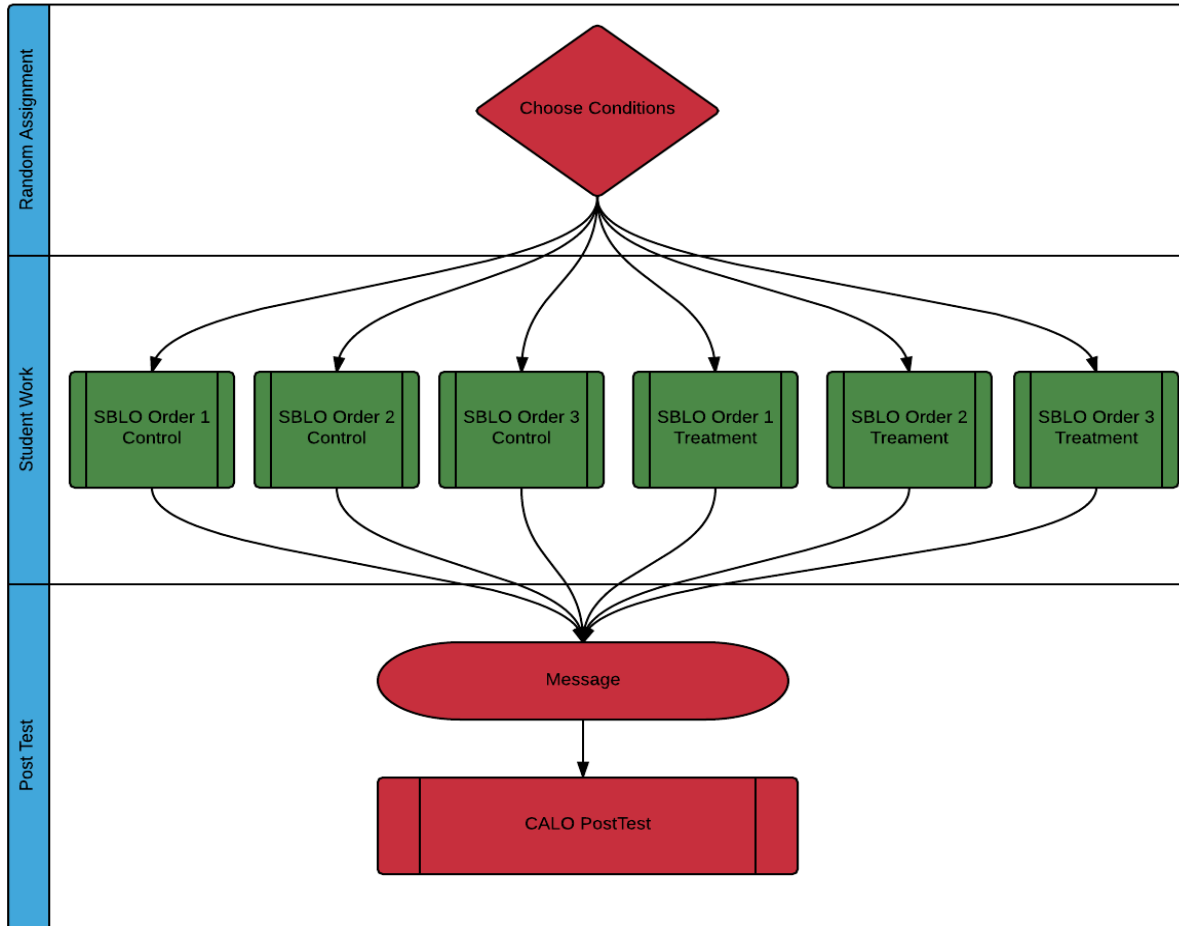 Random Assignment
Choose Conditions
Student Work
SBLO Order 1
Control
SBLO Order 2
Control
SBLO Order 3
Control
SBLO Order 1
Treatment
SBLO Order 2
Treament
SBLO Order 3
Treatment
Post Test
Message
CALO PostTest